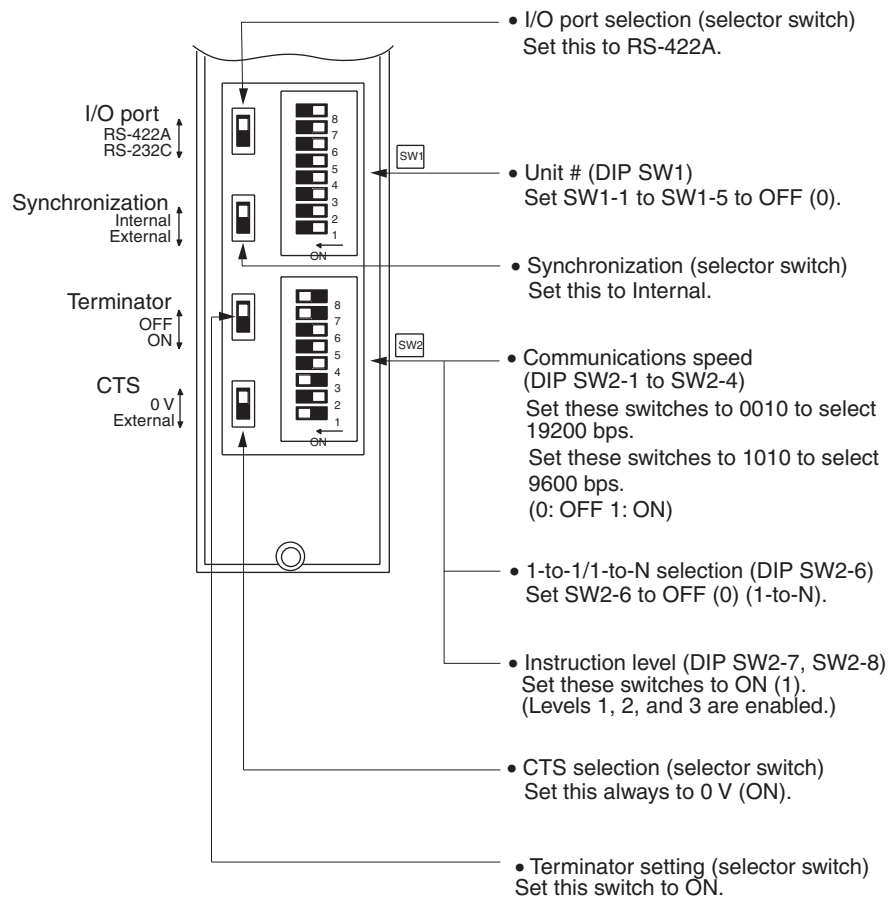 • I/O port selection (selector switch)
Set this to RS-422A.
I/O port
RS-422A
RS-232C
8
7
6
5
4
3
2
1
ON
SW1
• Unit # (DIP SW1)
Set SW1-1 to SW1-5 to OFF (0).
Synchronization
Internal
External
• Synchronization (selector switch)
Set this to Internal.
Terminator
OFF
ON
8
7
6
5
4
3
2
1
ON
SW2
• Communications speed
(DIP SW2-1 to SW2-4)
Set these switches to 0010 to select
19200 bps.
Set these switches to 1010 to select
9600 bps.
(0: OFF 1: ON)
CTS
0 V
External
• 1-to-1/1-to-N selection (DIP SW2-6)
Set SW2-6 to OFF (0) (1-to-N).
• Instruction level (DIP SW2-7, SW2-8)
Set these switches to ON (1).
(Levels 1, 2, and 3 are enabled.)
• CTS selection (selector switch)
Set this always to 0 V (ON).
• Terminator setting (selector switch)
Set this switch to ON.